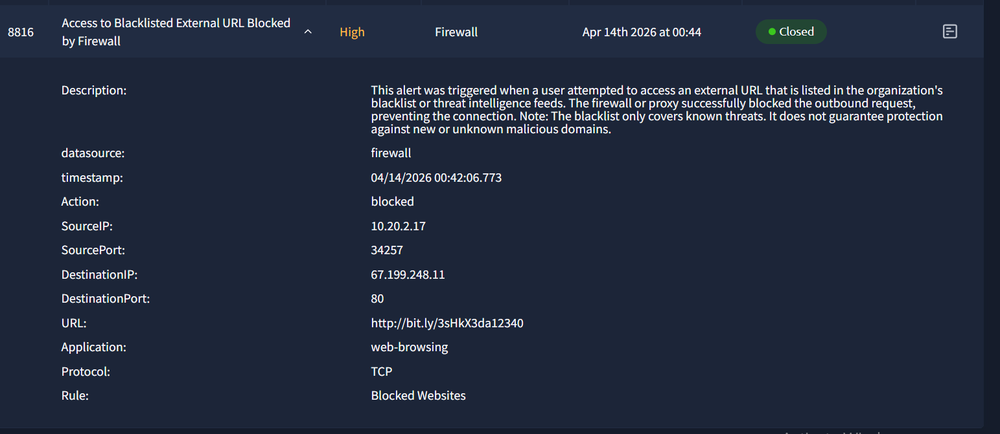 8816 Access to Blacklisted External URL Blocked by Firewall High Firewall Apr 14th 2026 at 00:44 Closed
Description: This alert was triggered when a user attempted to access an external URL that is listed in the organization's
blacklist or threat intelligence feeds. The firewall or proxy successfully blocked the outbound request,
preventing the connection. Note: The blacklist only covers known threats. It does not guarantee protection
against new or unknown malicious domains.
datasource: firewall
timestamp: 04/14/2026 00:42:06.773
Action: blocked
SourceIP: 10.20.2.17
SourcePort: 34257
DestinationIP: 67.199.248.11
DestinationPort: 80
URL: http://bit.ly/3sHkX3da12340
Application: web-browsing
Protocol: TCP
Rule: Blocked Websites